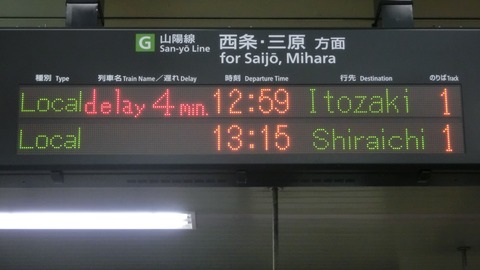 G 山陽線 San-yō Line 西条・三原 方面
for Saijō, Mihara
種別 Type 列車名 Train Name／遅れ Delay 時刻 Departure Time 行先 Destination のりば Track
Local delay 4 min. 12:59 Itozaki 1
Local 13:15 Shiraichi 1